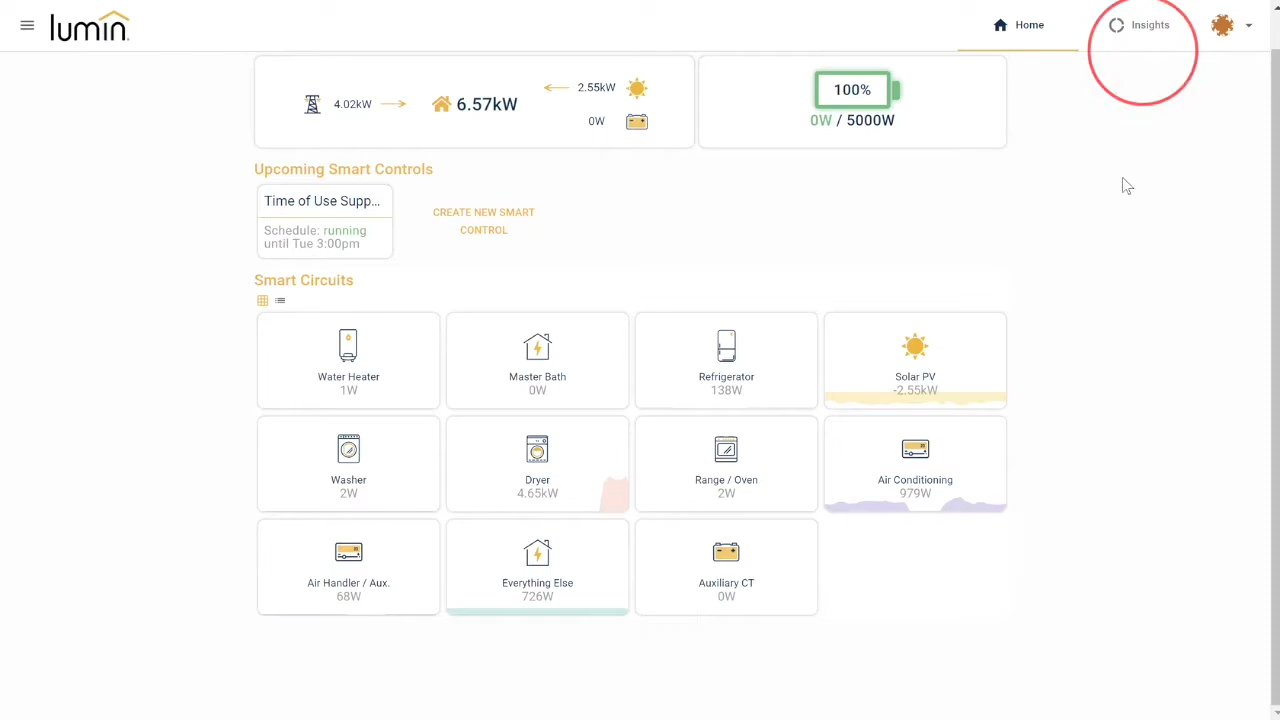 lumin
Home
Insights
4.02kW
6.57kW
2.55kW
0W
100%
0W / 5000W
Upcoming Smart Controls
Time of Use Supp...
Schedule: running
until Tue 3:00pm
CREATE NEW SMART
CONTROL
Smart Circuits
Water Heater
1W
Master Bath
0W
Refrigerator
138W
Solar PV
-2.55kW
Washer
2W
Dryer
4.65kW
Range / Oven
2W
Air Conditioning
979W
Air Handler / Aux.
68W
Everything Else
726W
Auxiliary CT
0W